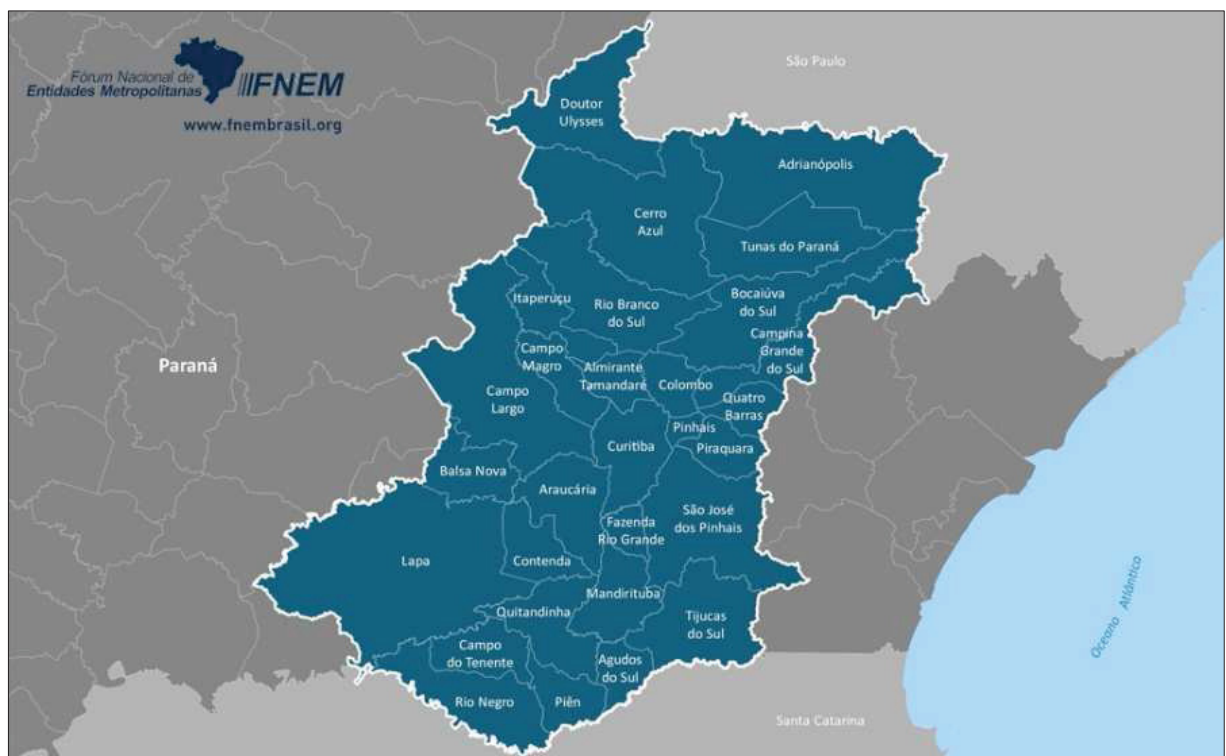 Fórum Nacional de
Entidades Metropolitanas
FNEM
www.fnembrasil.org
São Paulo
Doutor
Ulysses
Adrianópolis
Cerro
Azul
Tunas do Paraná
Itaperuçu
Rio Branco
do Sul
Bocaiúva
do Sul
Campina
Grande
do Sul
Campo
Magro
Almirante
Tamandaré
Colombo
Paraná
Campo
Largo
Quatro
Barras
Pinhais
Curitiba
Piraquara
Balsa Nova
Araucária
São José
dos Pinhais
Fazenda
Rio Grande
Lapa
Contenda
Mandirituba
Quitandinha
Tijucas
do Sul
Campo
do Tenente
Agudos
do Sul
Rio Negro
Piên
Oceano Atlântico
Santa Catarina